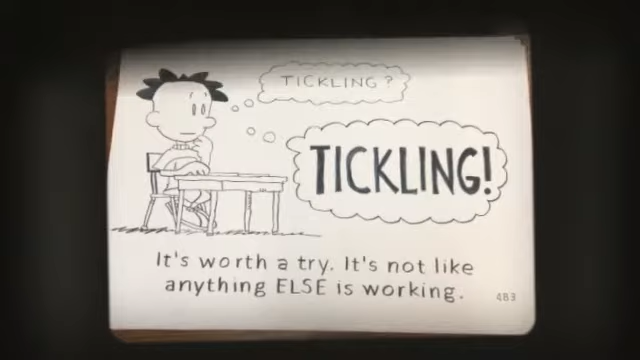 TICKLING?
TICKLING!
It's worth a try. It's not like
anything ELSE is working.
483